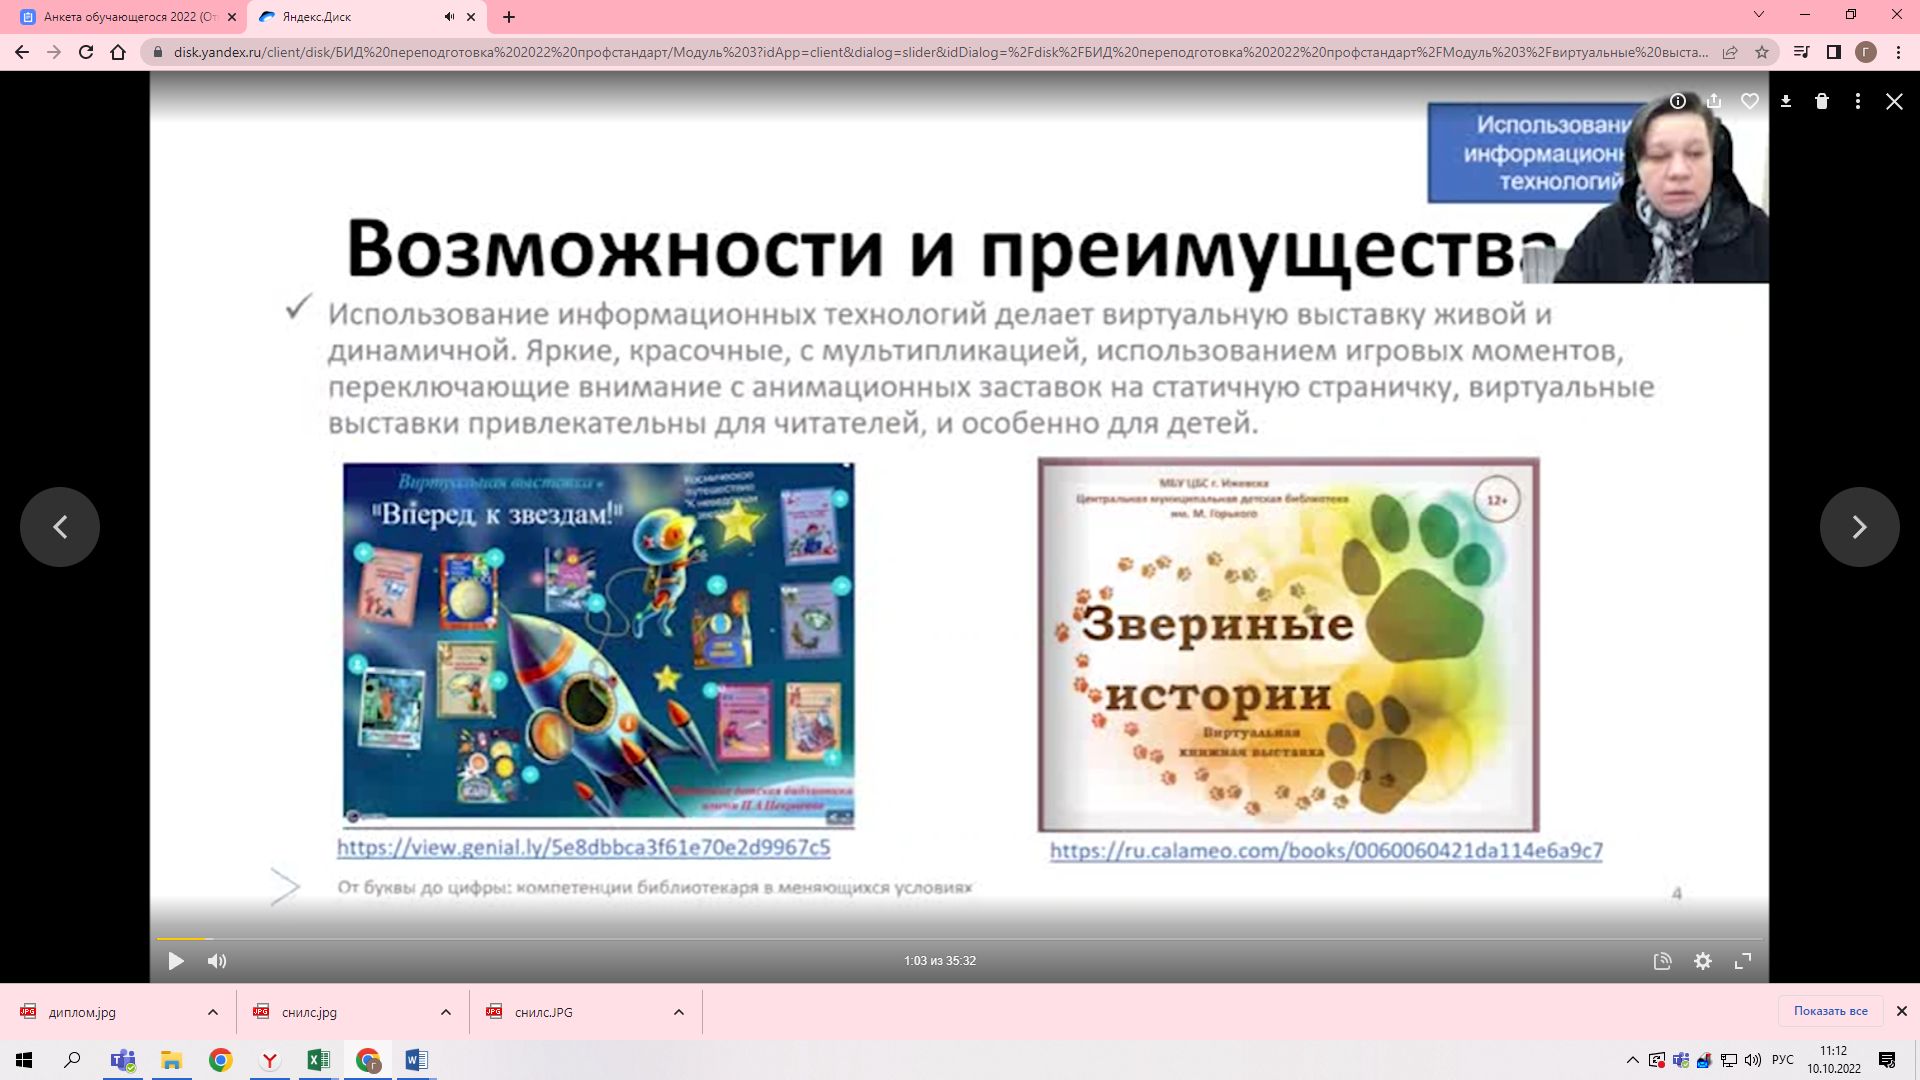 Анкета обучающегося 2022 (От
Яндекс.Диск
disk.yandex.ru/client/disk/БИД%20переподготовка%202022%20профстандарт/Модуль%203?idApp=client&dialog=slider&idDialog=%2Fdisk%2FБИД%20переподготовка%202022%20профстандарт%2FМодуль%203%2Fвиртуальные%20выста...
Г
Использовани
информационн
технологий
Возможности и преимущества
✓ Использование информационных технологий делает виртуальную выставку живой и
динамичной. Яркие, красочные, с мультипликацией, использованием игровых моментов,
переключающие внимание с анимационных заставок на статичную страничку, виртуальные
выставки привлекательны для читателей, и особенно для детей.
Виртуальная выставка
Космическое
путешествие
"Вперед, к звездам!"
детская библиотека
МБУ ЦБС г. Ижевска
Центральная муниципальная детская библиотека
им. М. Горького
12+
Звериные
истории
Виртуальная
книжная выставка
https://view.genial.ly/5e8dbbca3f61e70e2d9967c5
https://ru.calameo.com/books/0060060421da114e6a9c7
От буквы до цифры: компетенции библиотекаря в меняющихся условиях
4
1:03 из 35:32
диплом.jpg
снилс.jpg
снилс.JPG
Показать все
РУС
11:12
10.10.2022